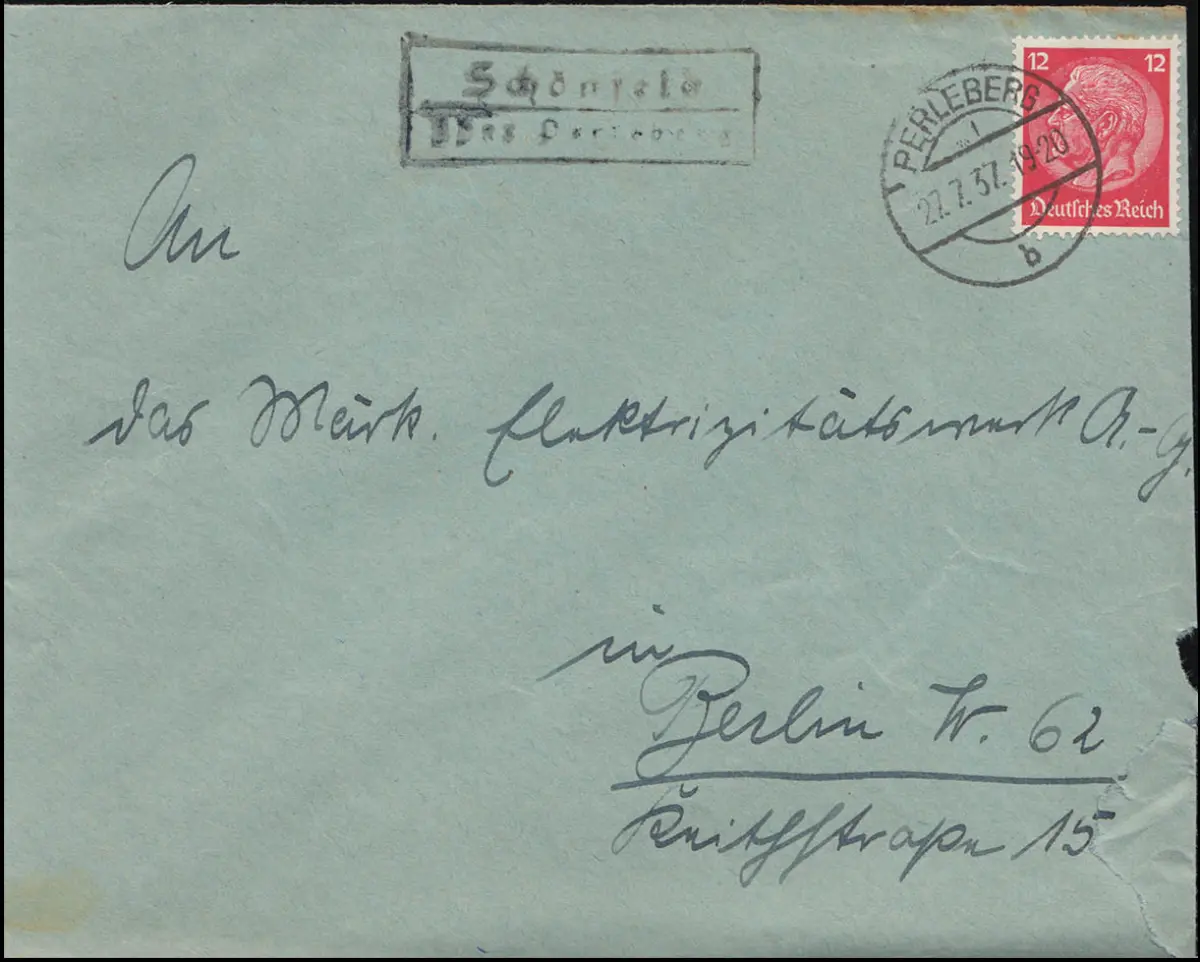 Schönfeld
über Perleberg
12 12
PERLEBERG
27.7.37.19-20
b
Deutsches Reich
An
das Märk. Elektrizitätswerk A.-G.
in
Berlin W. 62
Keithstraße 15